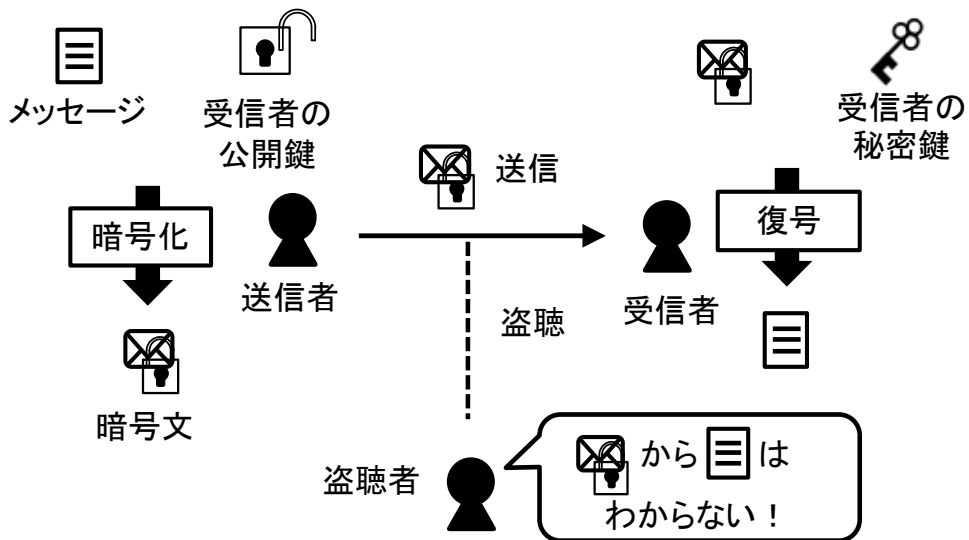 メッセージ
受信者の
公開鍵
暗号化
送信者
暗号文
送信
盗聴
盗聴者
受信者の
秘密鍵
復号
受信者
から は
わからない！